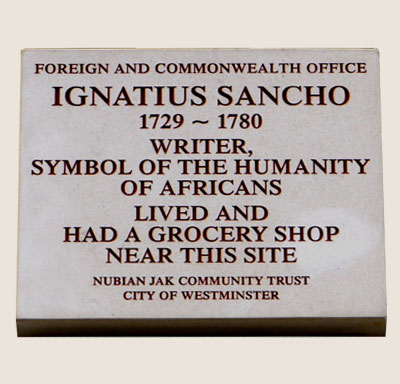 FOREIGN AND COMMONWEALTH OFFICE
IGNATIUS SANCHO
1729 ~ 1780
WRITER,
SYMBOL OF THE HUMANITY
OF AFRICANS
LIVED AND
HAD A GROCERY SHOP
NEAR THIS SITE
NUBIAN JAK COMMUNITY TRUST
CITY OF WESTMINSTER